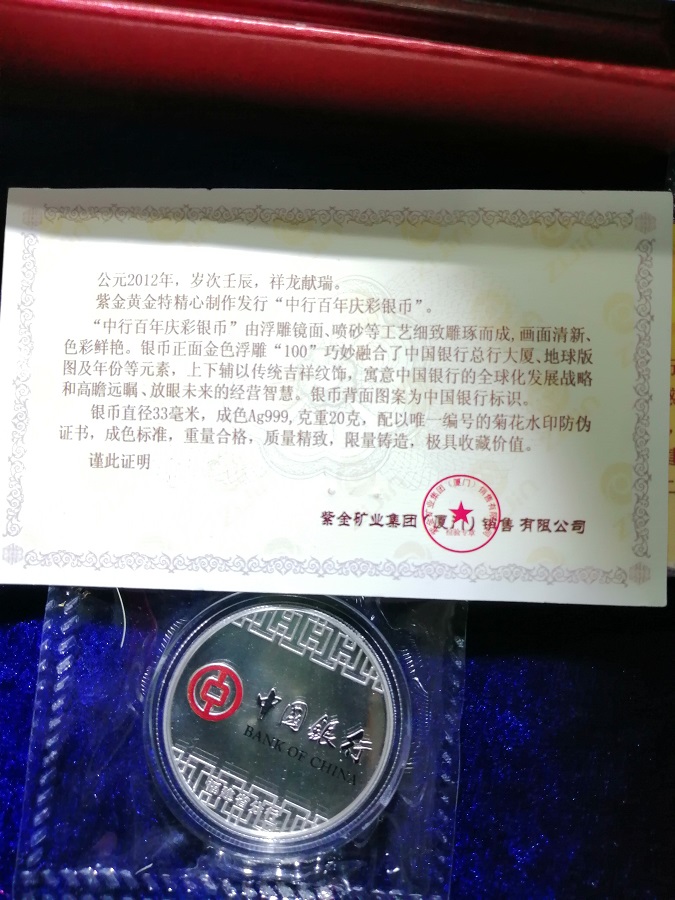 公元2012年，岁次壬辰，祥龙献瑞。
紫金黄金特精心制作发行“中行百年庆彩银币”。
“中行百年庆彩银币”由浮雕镜面、喷砂等工艺细致雕琢而成,画面清新、
色彩鲜艳。银币正面金色浮雕“100”巧妙融合了中国银行总行大厦、地球版
图及年份等元素，上下辅以传统吉祥纹饰，寓意中国银行的全球化发展战略
和高瞻远瞩、放眼未来的经营智慧。银币背面图案为中国银行标识。
银币直径33毫米，成色Ag999,克重20克，配以唯一编号的菊花水印防伪
证书，成色标准，重量合格，质量精致，限量铸造，极具收藏价值。
谨此证明
紫金矿业集团（厦门）销售有限公司
中国银行
BANK OF CHINA